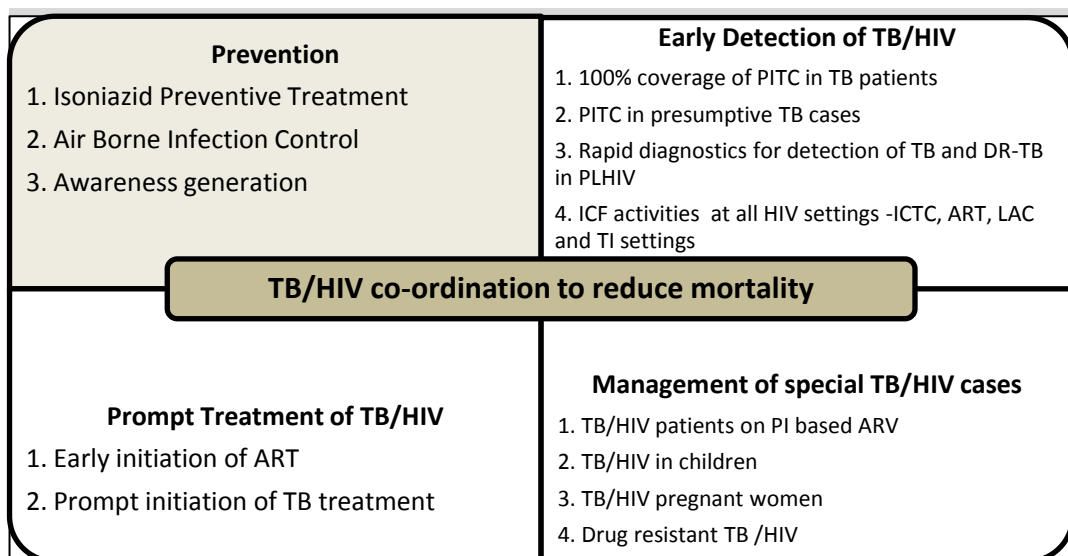 Prevention
1. Isoniazid Preventive Treatment
2. Air Borne Infection Control
3. Awareness generation
Early Detection of TB/HIV
1. 100% coverage of PITC in TB patients
2. PITC in presumptive TB cases
3. Rapid diagnostics for detection of TB and DR-TB
in PLHIV
4. ICF activities at all HIV settings -ICTC, ART, LAC
and TI settings
TB/HIV co-ordination to reduce mortality
Prompt Treatment of TB/HIV
1. Early initiation of ART
2. Prompt initiation of TB treatment
Management of special TB/HIV cases
1. TB/HIV patients on PI based ARV
2. TB/HIV in children
3. TB/HIV pregnant women
4. Drug resistant TB /HIV